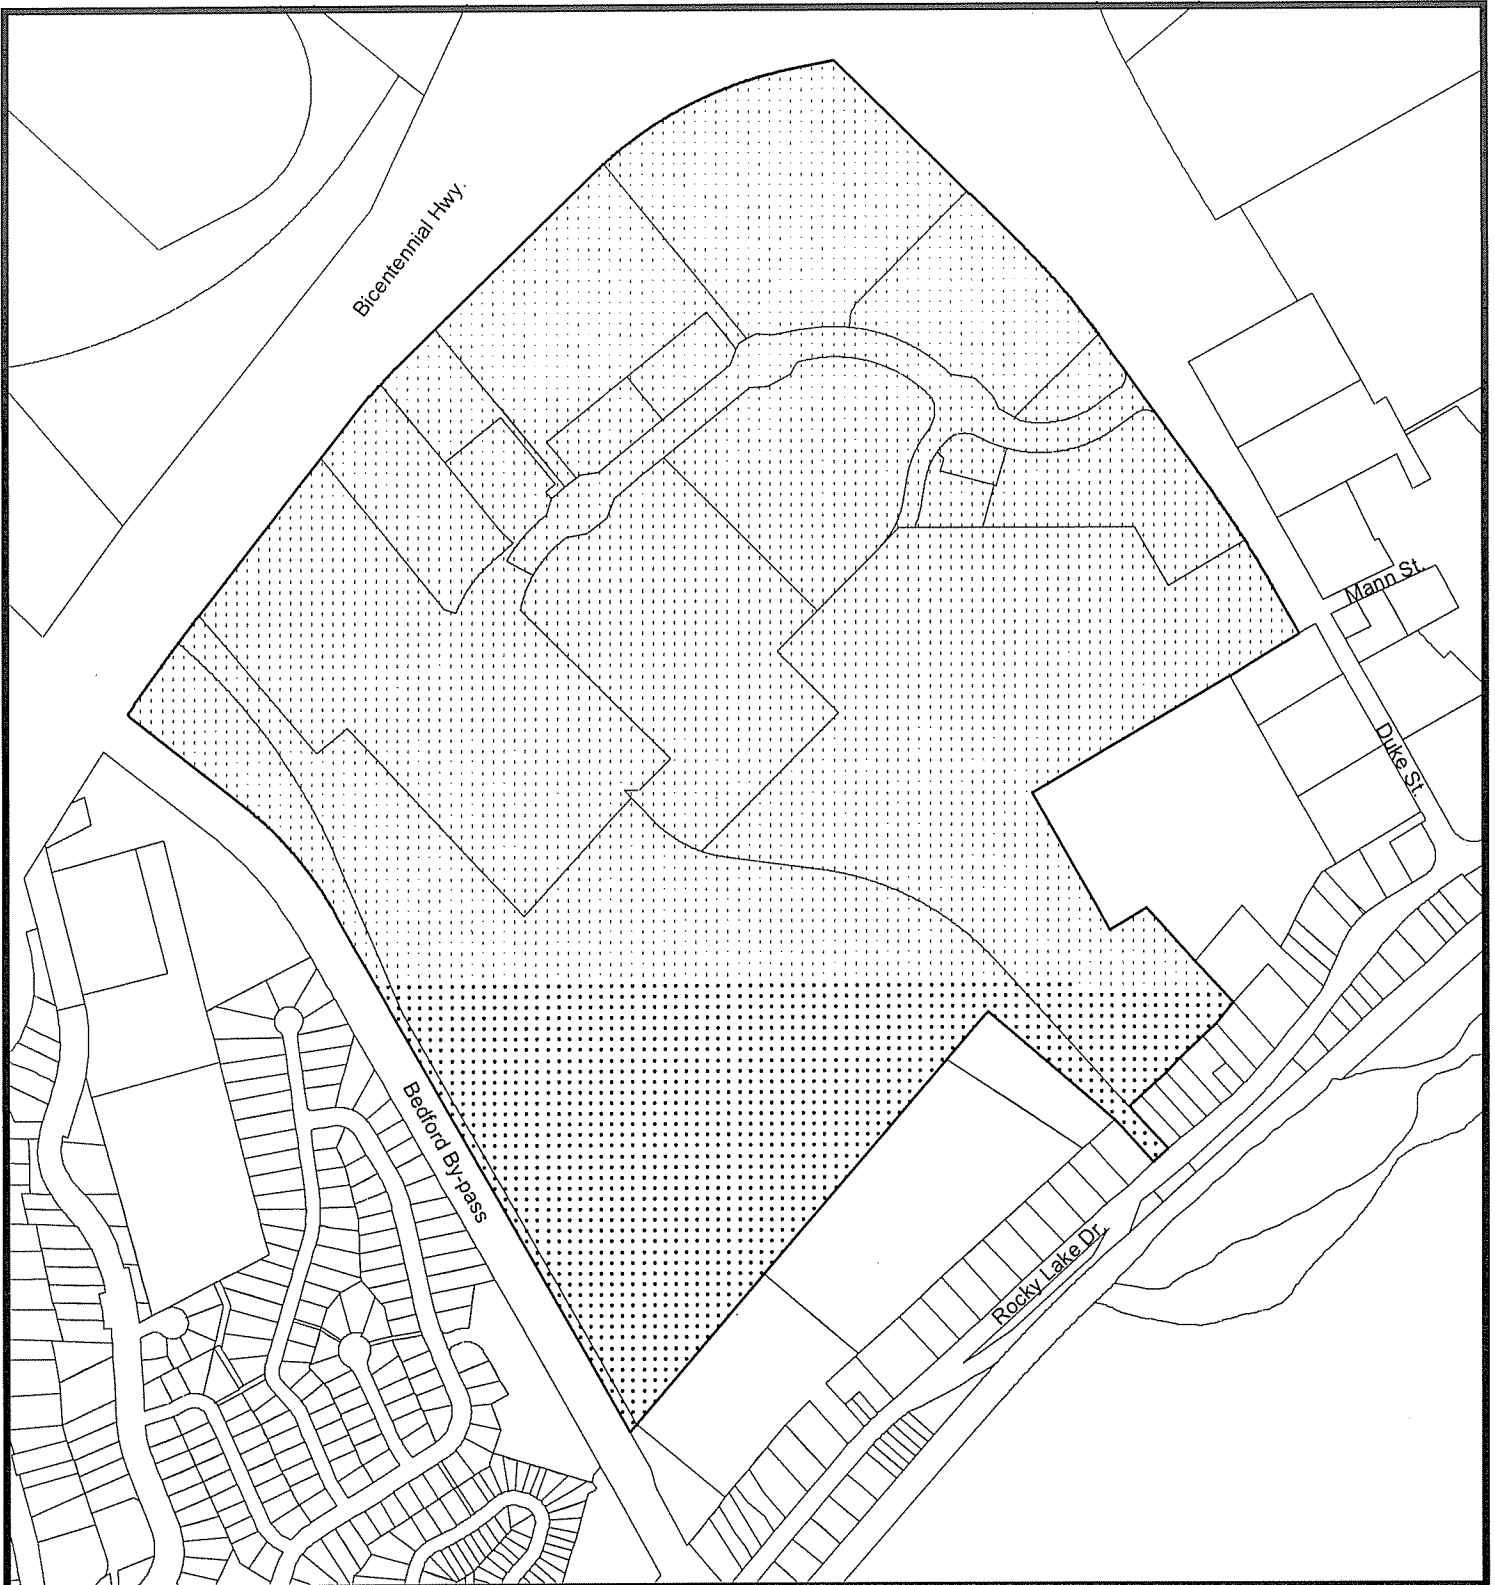 Bicentennial Hwy.
Mann St.
Duke St.
Bedford By-pass
Rocky Lake Dr.